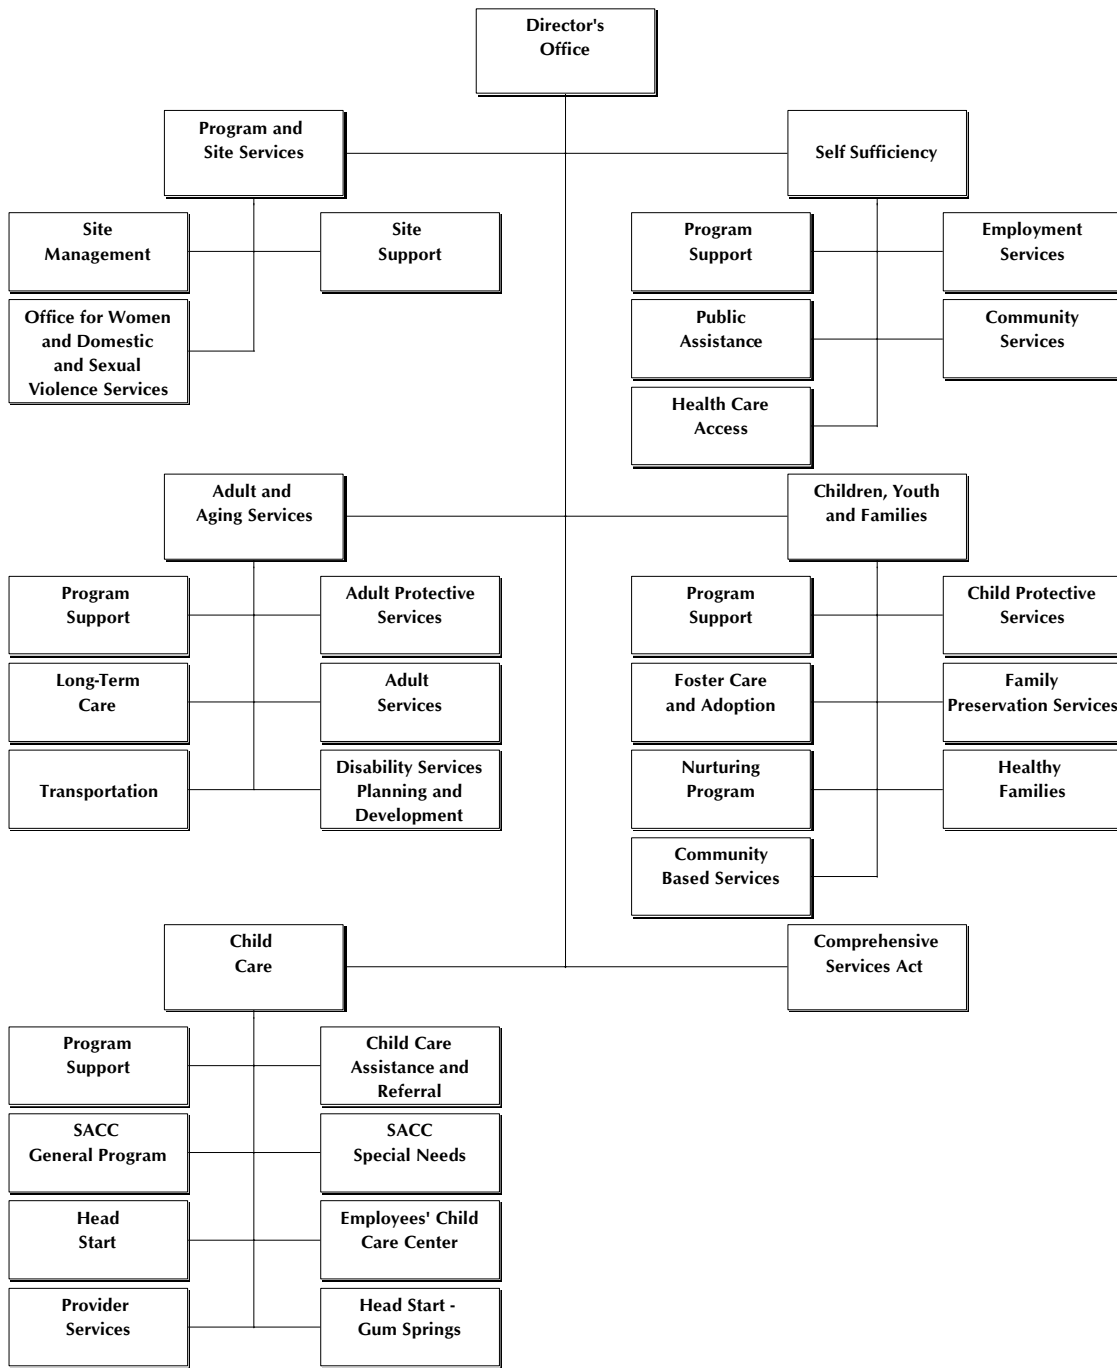 Director's
Office
Program and
Site Services
Self Sufficiency
Site
Management
Site
Support
Office for Women
and Domestic
and Sexual
Violence Services
Program
Support
Employment
Services
Public
Assistance
Community
Services
Health Care
Access
Adult and
Aging Services
Children, Youth
and Families
Program
Support
Adult Protective
Services
Long-Term
Care
Adult
Services
Transportation
Disability Services
Planning and
Development
Program
Support
Child Protective
Services
Foster Care
and Adoption
Family
Preservation Services
Nurturing
Program
Healthy
Families
Community
Based Services
Child
Care
Comprehensive
Services Act
Program
Support
Child Care
Assistance and
Referral
SACC
General Program
SACC
Special Needs
Head
Start
Employees' Child
Care Center
Provider
Services
Head Start -
Gum Springs